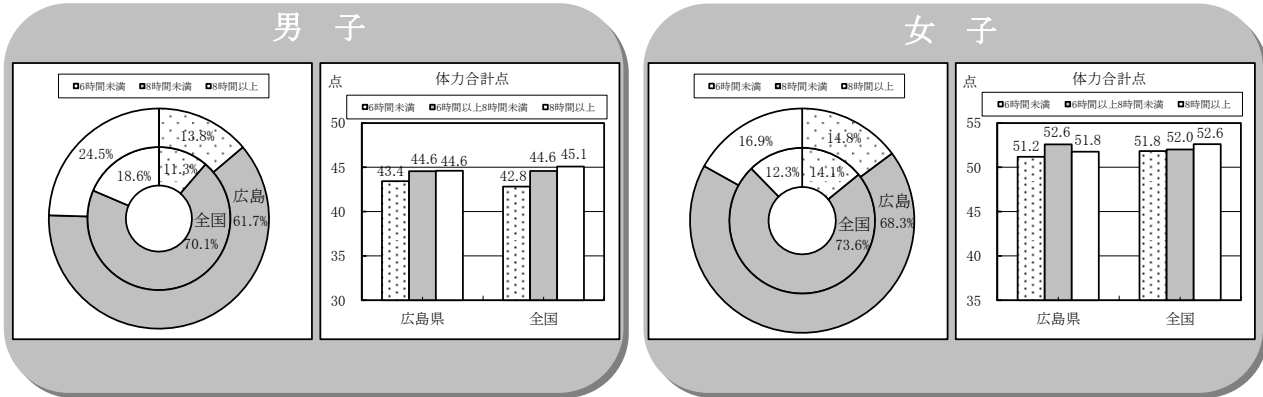 男 子
□6時間未満 □8時間未満 □8時間以上
13.8%
24.5%
11.3%
18.6%
広島
61.7%
全国
70.1%
点
体力合計点
□6時間未満 □6時間以上8時間未満 □8時間以上
50
45
40
35
30
43.4
44.6
44.6
42.8
44.6
45.1
広島県
全国
女 子
□6時間未満 □8時間未満 □8時間以上
14.8%
16.9%
14.1%
12.3%
広島
68.3%
全国
73.6%
点
体力合計点
□6時間未満 □6時間以上8時間未満 □8時間以上
55
50
45
40
35
51.2
52.6
51.8
51.8
52.0
52.6
広島県
全国